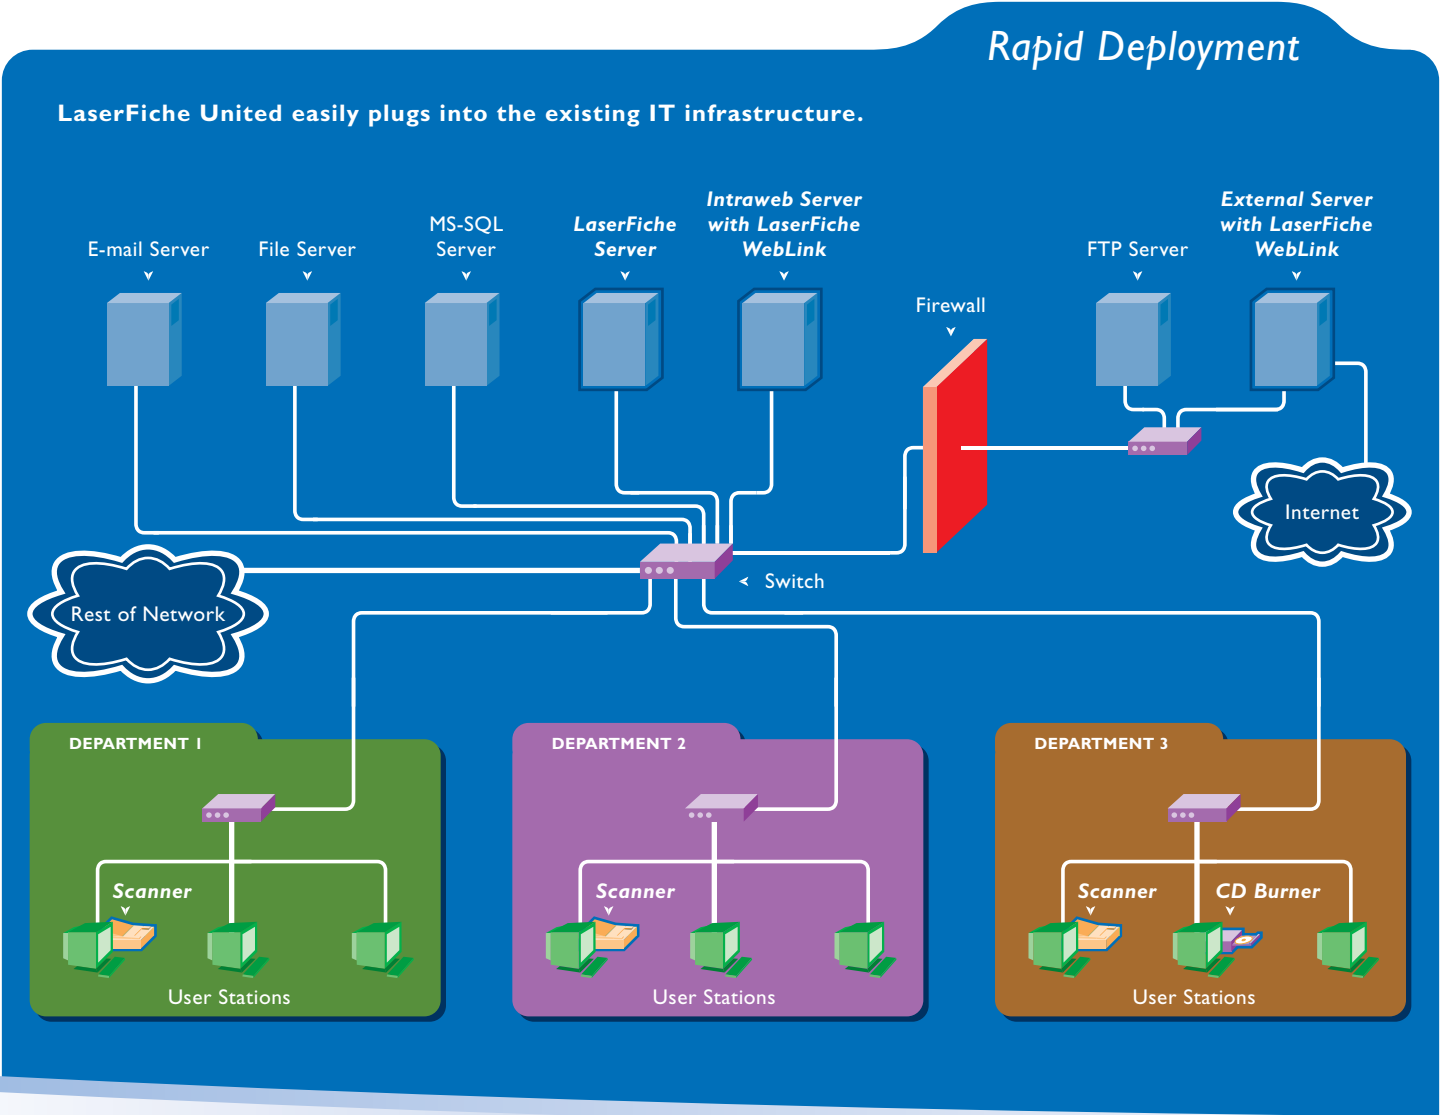 Rapid Deployment
LaserFiche United easily plugs into the existing IT infrastructure.
E-mail Server
File Server
MS-SQL
Server
LaserFiche
Server
Intraweb Server
with LaserFiche
WebLink
Firewall
FTP Server
External Server
with LaserFiche
WebLink
Internet
Switch
Rest of Network
DEPARTMENT 1
Scanner
User Stations
DEPARTMENT 2
Scanner
User Stations
DEPARTMENT 3
Scanner
CD Burner
User Stations